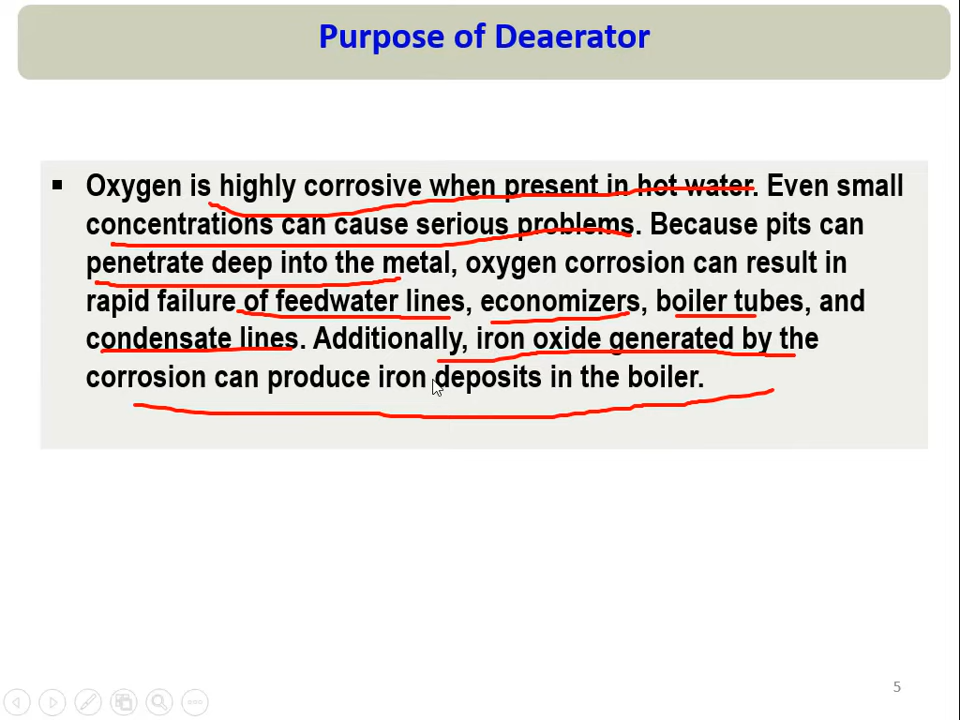 Purpose of Deaerator
▪ Oxygen is highly corrosive when present in hot water. Even small
concentrations can cause serious problems. Because pits can
penetrate deep into the metal, oxygen corrosion can result in
rapid failure of feedwater lines, economizers, boiler tubes, and
condensate lines. Additionally, iron oxide generated by the
corrosion can produce iron deposits in the boiler.
5